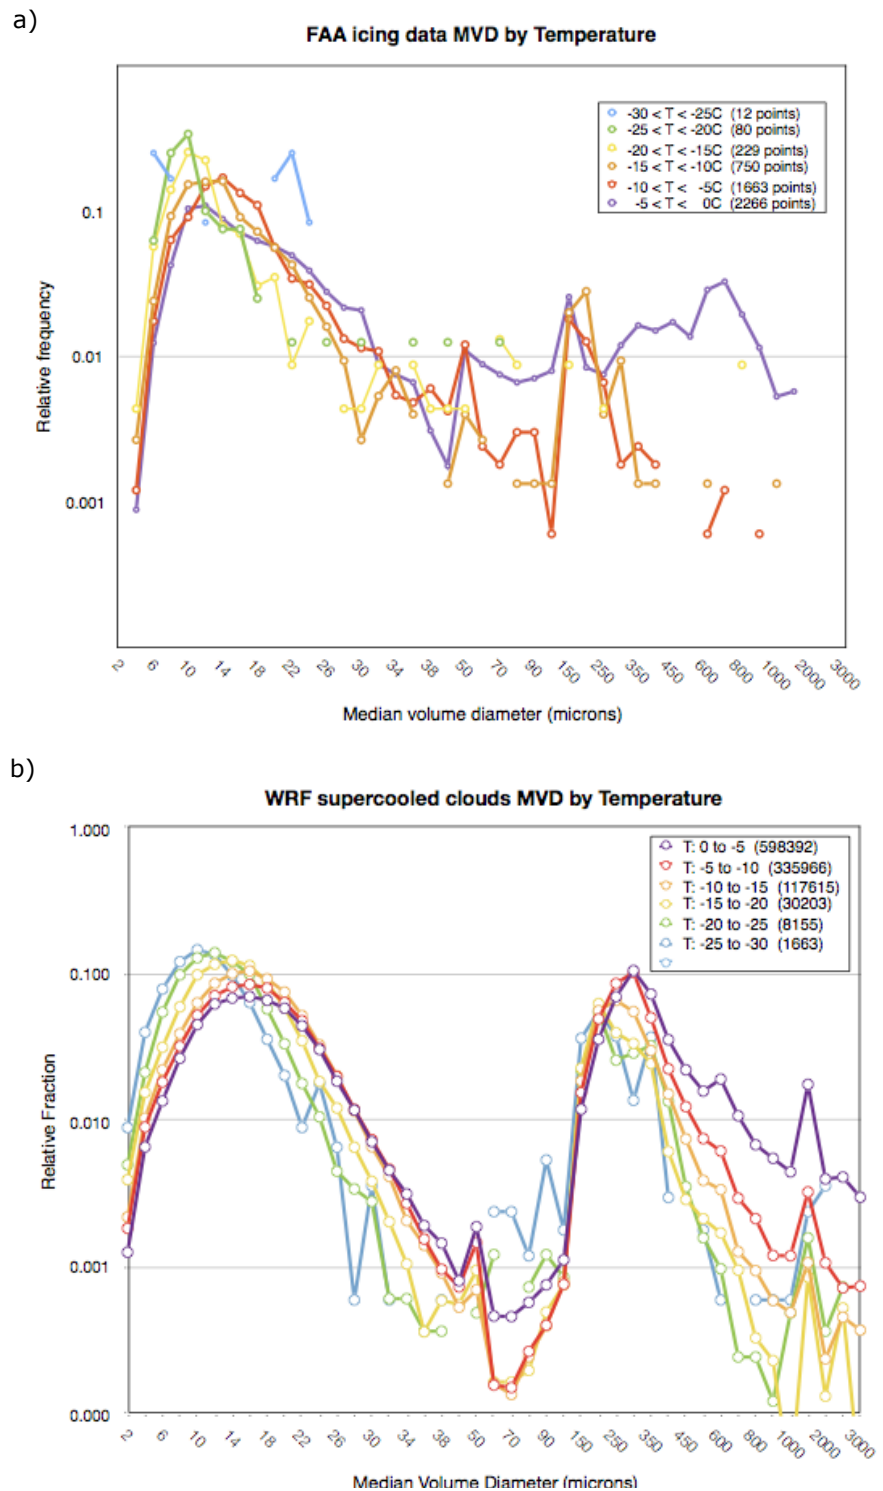 a)
FAA icing data MVD by Temperature
-30 < T < -25C (12 points)
-25 < T < -20C (80 points)
-20 < T < -15C (229 points)
-15 < T < -10C (750 points)
-10 < T < -5C (1663 points)
-5 < T < 0C (2266 points)
0.1
0.01
0.001
Relative frequency
2 6 10 14 18 22 26 30 34 38 50 70 90 150 250 350 450 600 800 1000 2000 3000
Median volume diameter (microns)
b)
WRF supercooled clouds MVD by Temperature
T: 0 to -5 (598392)
T: -5 to -10 (335966)
T: -10 to -15 (117615)
T: -15 to -20 (30203)
T: -20 to -25 (8155)
T: -25 to -30 (1663)
1.000
0.100
0.010
0.001
0.000
Relative Fraction
2 6 10 14 18 22 26 30 34 38 50 70 90 150 250 350 450 600 800 1000 2000 3000
Median Volume Diameter (microns)